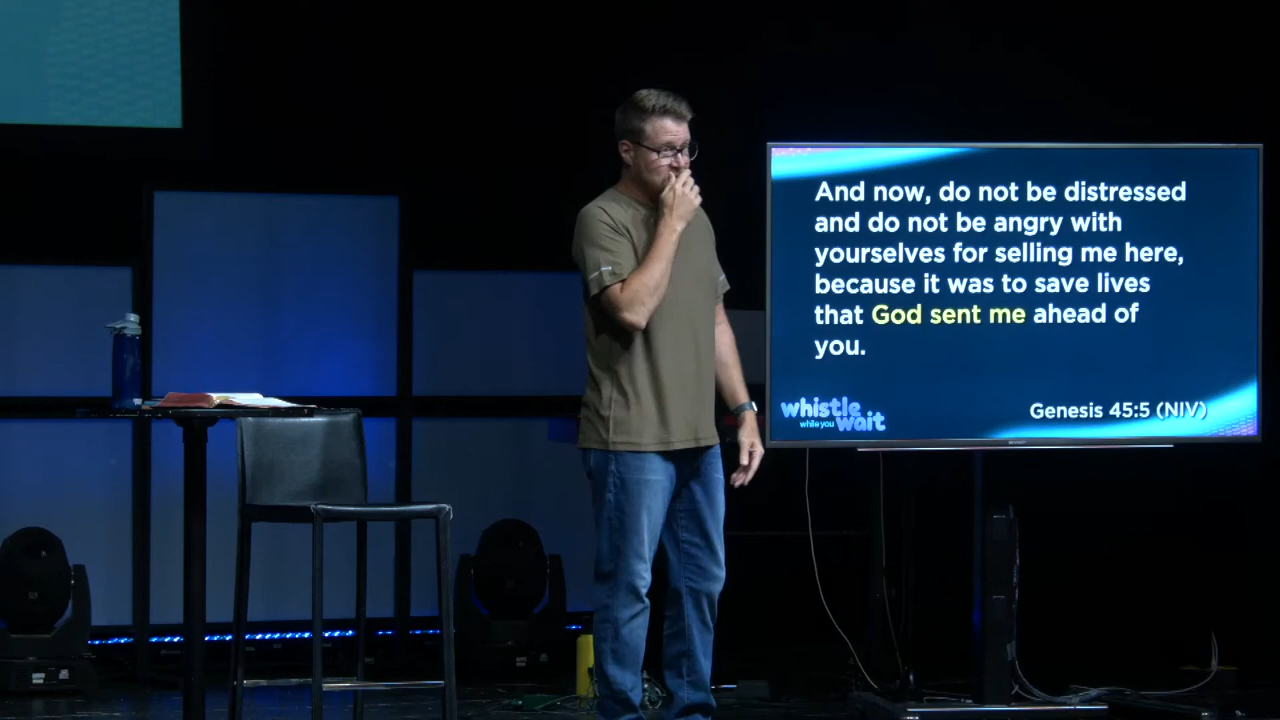 And now, do not be distressed
and do not be angry with
yourselves for selling me here,
because it was to save lives
that God sent me ahead of
you.
whistle
while you
wait
Genesis 45:5 (NIV)